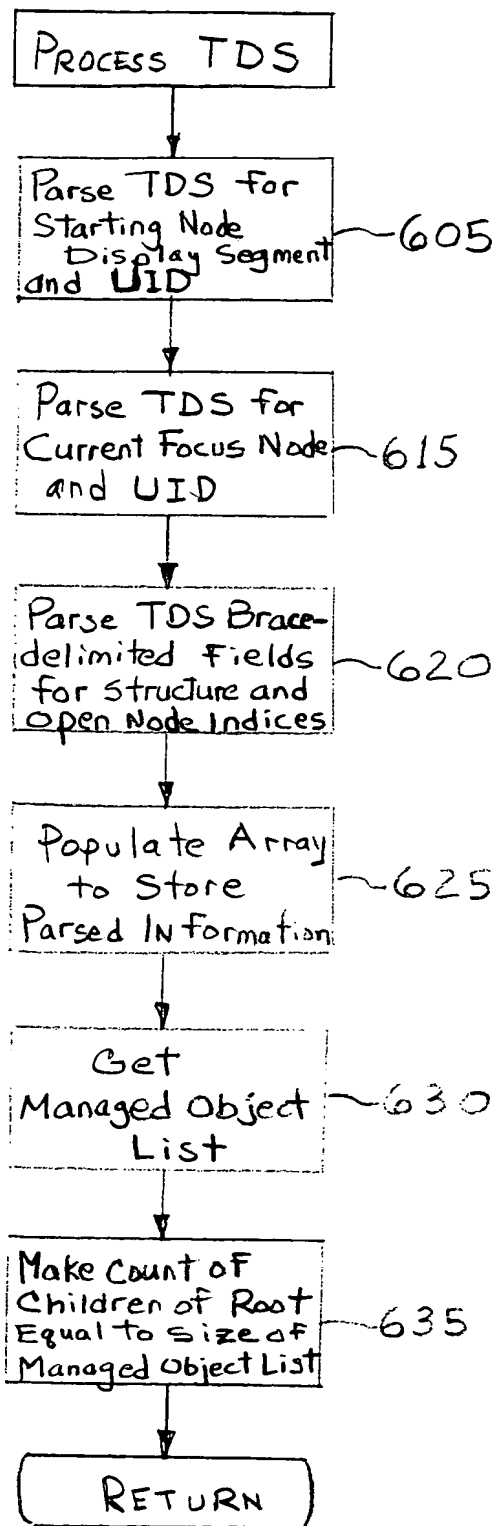 PROCESS TDS
Parse TDS for
Starting Node
Display Segment
and UID
605
Parse TDS for
Current Focus Node
and UID
615
Parse TDS Brace-
delimited Fields
for Structure and
Open Node Indices
620
Populate Array
to Store
Parsed INformation
625
Get
Managed Object
List
630
Make Count of
Children of Root
Equal to Size of
Managed Object List
635
RETURN